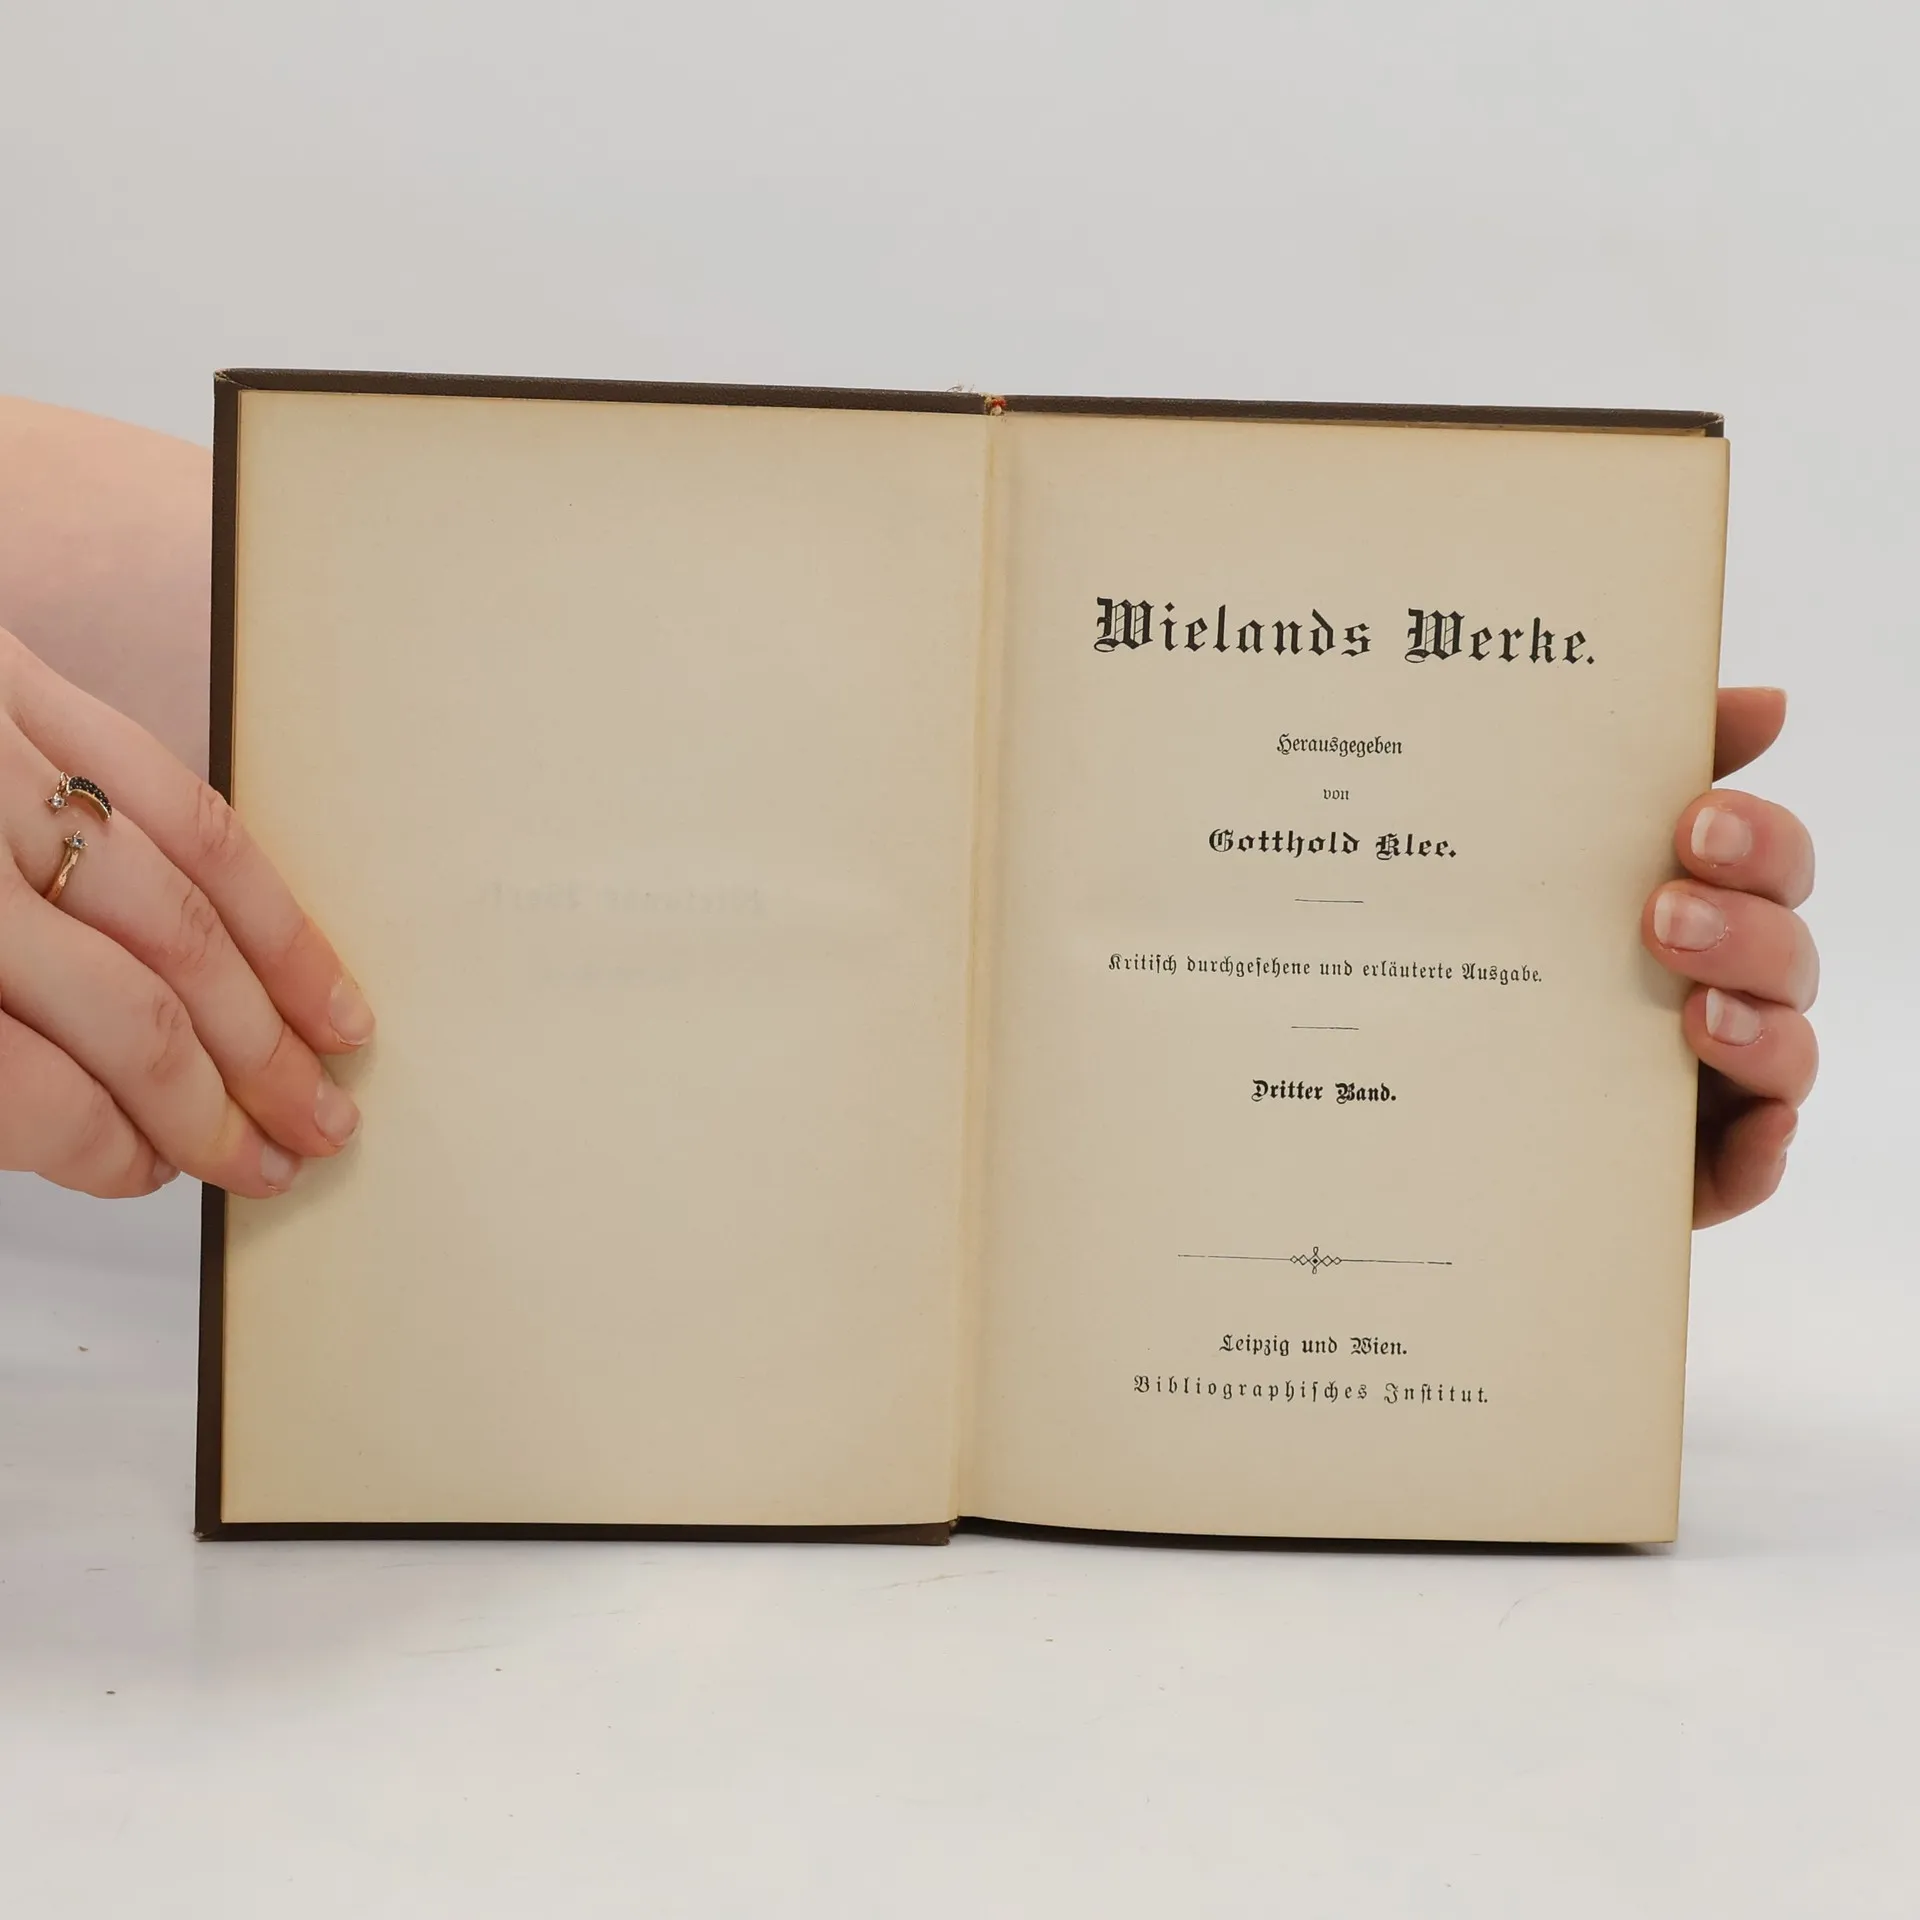 Wielands Werke.
Herausgegeben
von
Gotthold Klee.
Kritiſch durchgeſehene und erläuterte Ausgabe.
Dritter Band.
Leipzig und Wien.
Bibliographiſches Inſtitut.